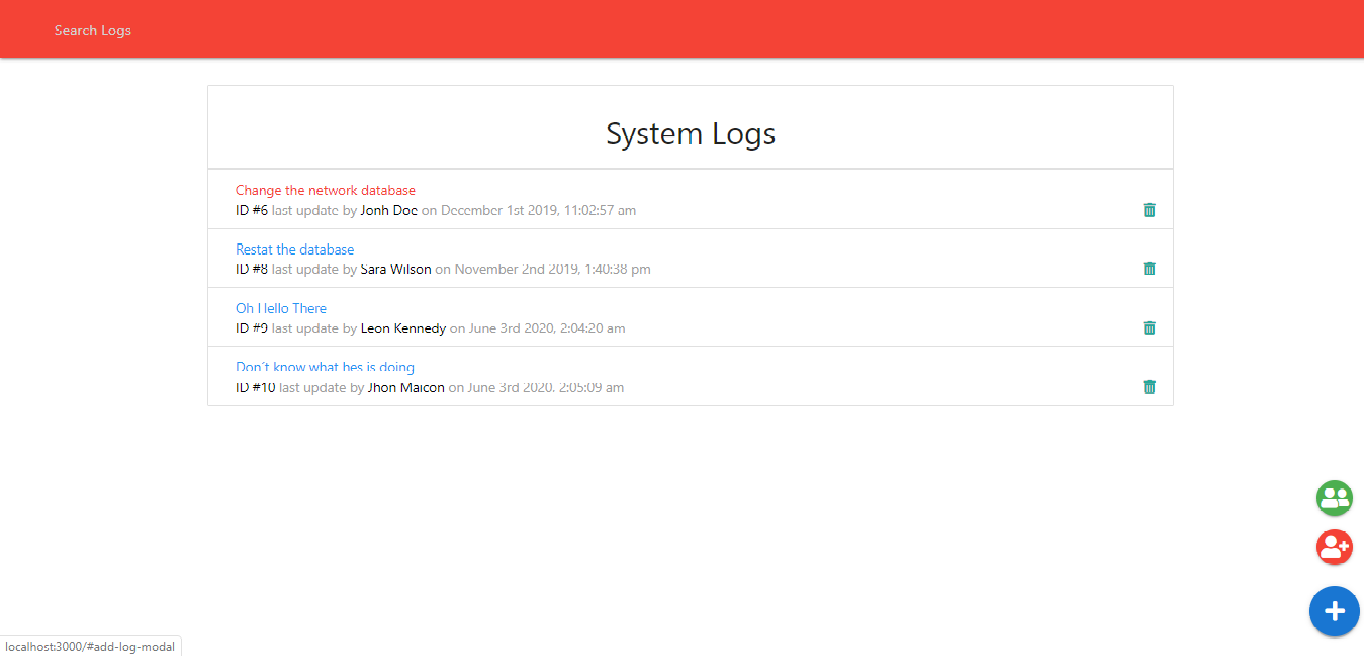 Search Logs
System Logs
Change the network database
ID #6 last update by Jonh Doe on December 1st 2019, 11:02:57 am
Restat the database
ID #8 last update by Sara Wilson on November 2nd 2019, 1:40:38 pm
Oh Hello There
ID #9 last update by Leon Kennedy on June 3rd 2020, 2:04:20 am
Don´t know what hes is doing
ID #10 last update by Jhon Maicon on June 3rd 2020, 2:05:09 am
localhost:3000/#add-log-modal